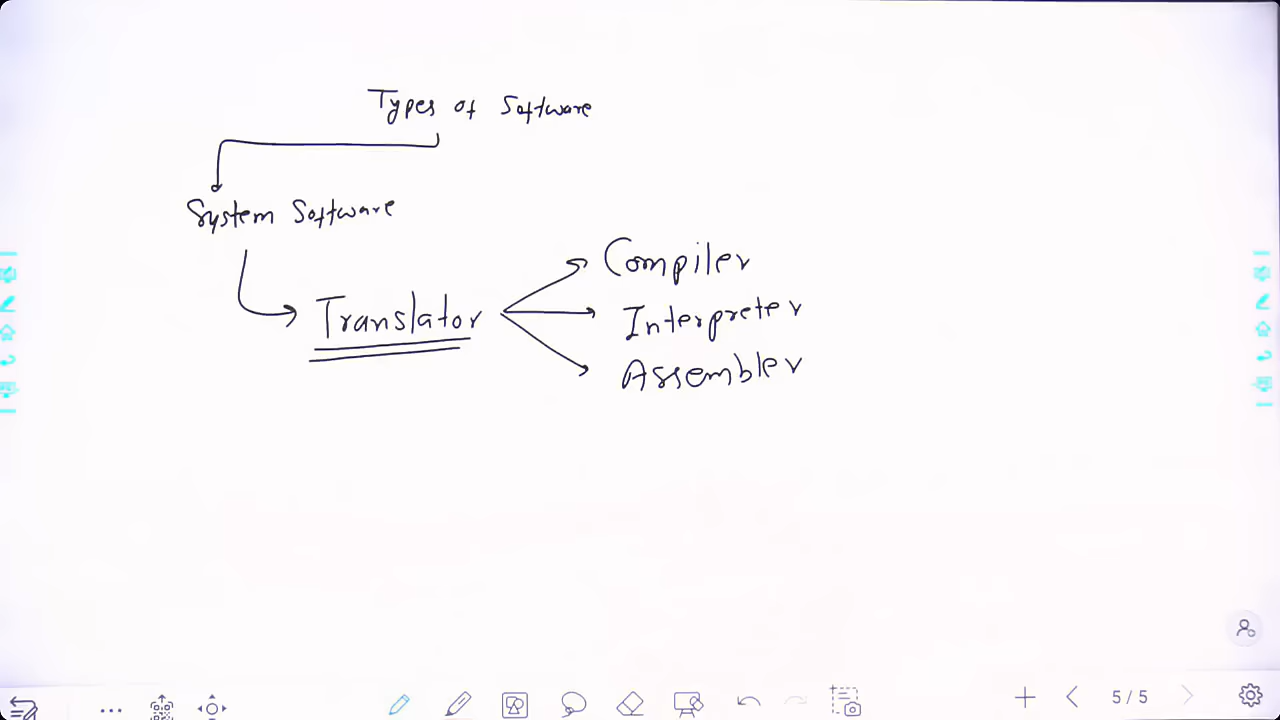 Types of Software
System Software
Translator
Compiler
Interpreter
Assembler
5/5